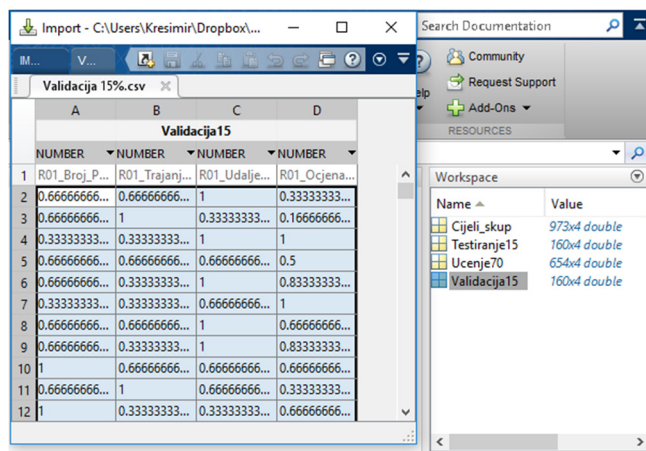 Import - C:\Users\Kresimir\Dropbox\...
IM... V...
Validacija 15%.csv
A B C D
Validacija15
NUMBER NUMBER NUMBER NUMBER
1 R01_Broj_P... R01_Trajanj... R01_Udalje... R01_Ocjena...
2 0.66666666... 0.66666666... 1 0.33333333...
3 0.66666666... 1 0.33333333... 0.16666666...
4 0.33333333... 0.33333333... 1 1
5 0.66666666... 0.66666666... 0.66666666... 0.5
6 0.66666666... 0.33333333... 1 0.83333333...
7 0.33333333... 0.33333333... 0.66666666... 1
8 0.66666666... 0.66666666... 1 0.66666666...
9 0.66666666... 0.33333333... 1 0.83333333...
10 1 0.66666666... 0.66666666... 0.66666666...
11 0.66666666... 1 0.66666666... 0.33333333...
12 1 0.33333333... 0.33333333... 0.66666666...
Search Documentation
Community
elp Request Support
Add-Ons
RESOURCES
Workspace
Name Value
Cijeli_skup 973x4 double
Testiranje15 160x4 double
Ucenje70 654x4 double
Validacija15 160x4 double